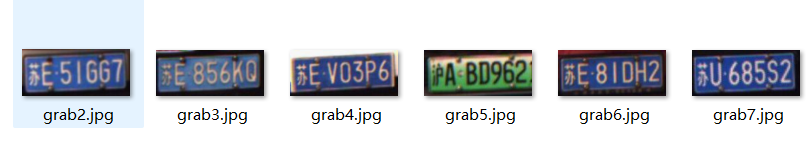 苏E·51GG7
苏E·856KQ
苏E·V03P6
沪A·BD962
苏E·81DH2
苏U·685S2
grab2.jpg
grab3.jpg
grab4.jpg
grab5.jpg
grab6.jpg
grab7.jpg